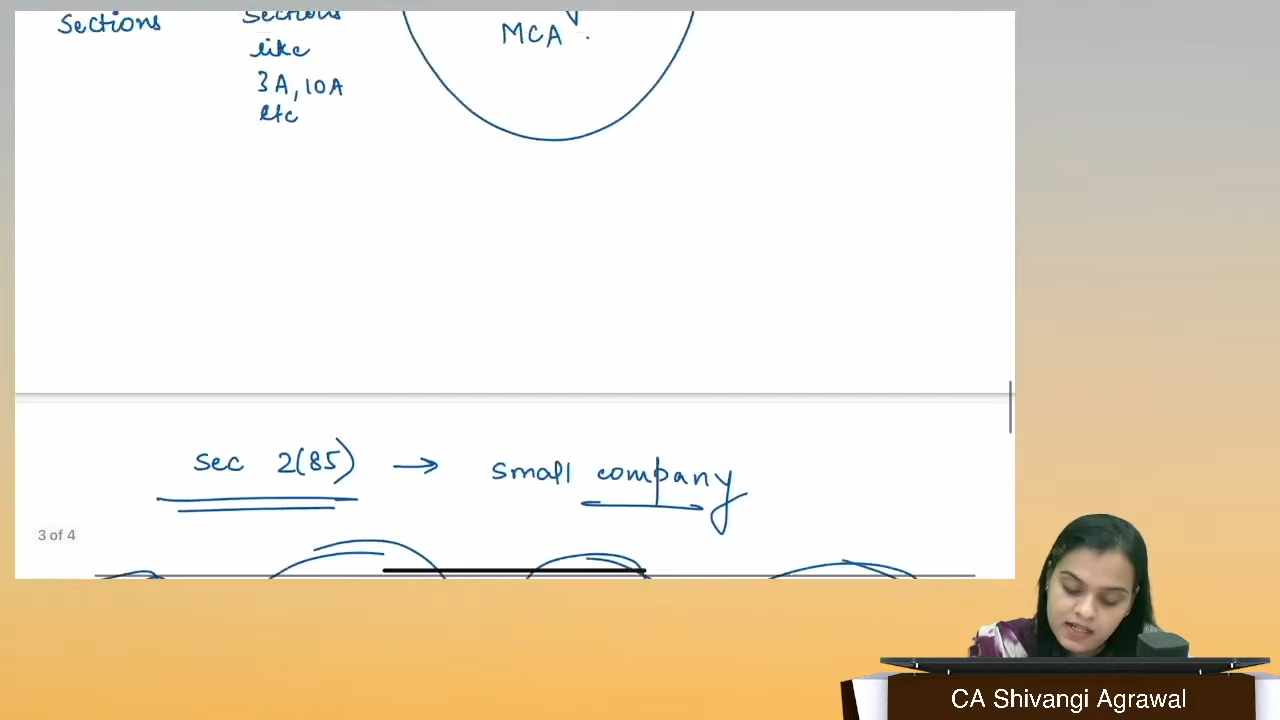 Sections
Sections
like
3A, 10A
etc
MCA
sec 2(85) → small company
3 of 4
CA Shivangi Agrawal